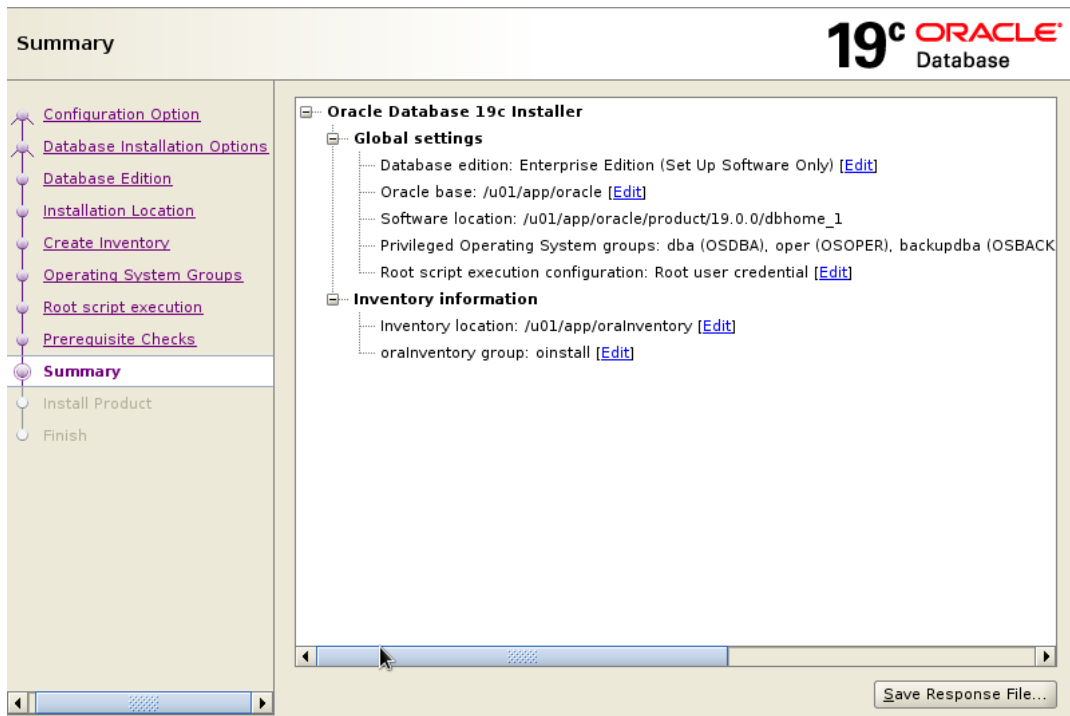 Summary
19c ORACLE
Database
Configuration Option
Database Installation Options
Database Edition
Installation Location
Create Inventory
Operating System Groups
Root script execution
Prerequisite Checks
Summary
Install Product
Finish
Oracle Database 19c Installer
Global settings
Database edition: Enterprise Edition (Set Up Software Only) [Edit]
Oracle base: /u01/app/oracle [Edit]
Software location: /u01/app/oracle/product/19.0.0/dbhome_1
Privileged Operating System groups: dba (OSDBA), oper (OSOPER), backupdba (OSBACK
Root script execution configuration: Root user credential [Edit]
Inventory information
Inventory location: /u01/app/oraInventory [Edit]
oraInventory group: oinstall [Edit]
Save Response File...